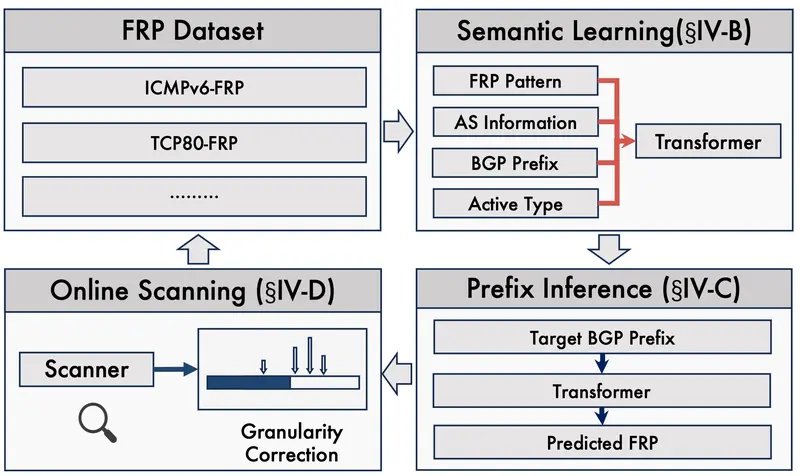 FRP Dataset
ICMPv6-FRP
TCP80-FRP
.........
Semantic Learning(§IV-B)
FRP Pattern
AS Information
BGP Prefix
Active Type
Transformer
Online Scanning (§IV-D)
Scanner
Granularity
Correction
Prefix Inference (§IV-C)
Target BGP Prefix
Transformer
Predicted FRP